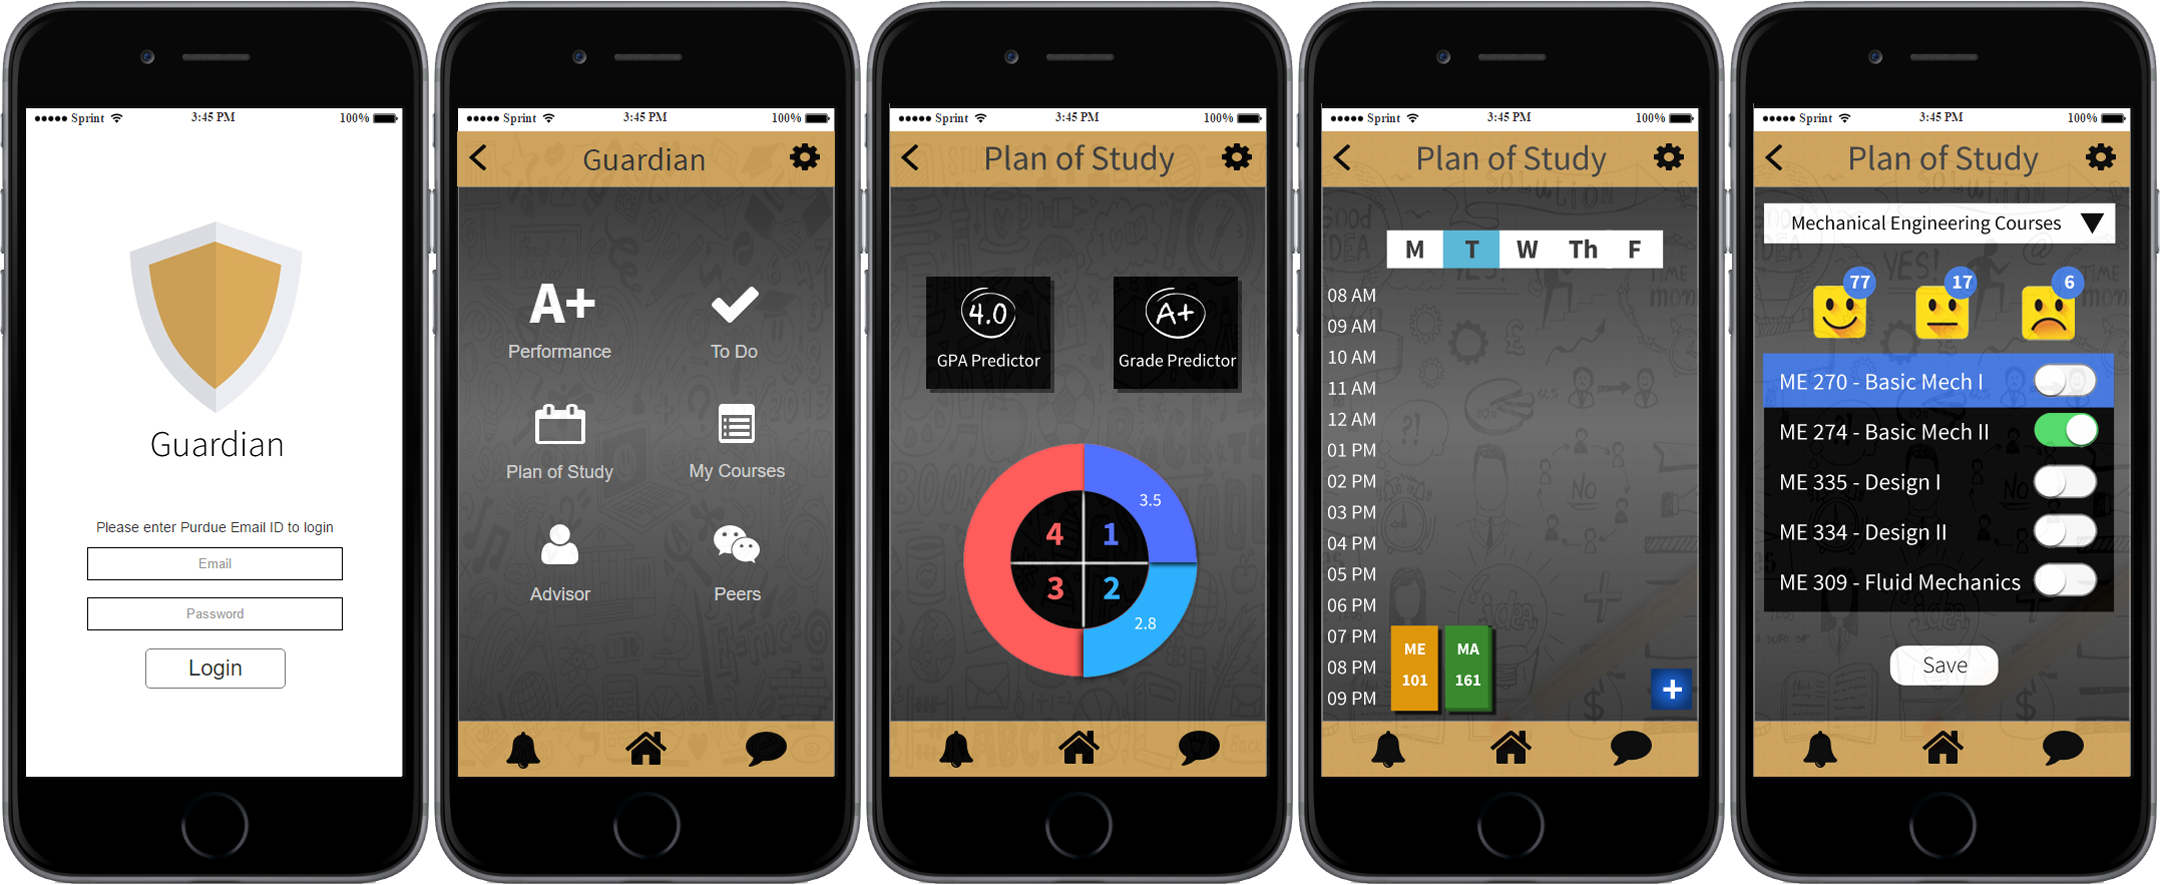 Sprint 3:45 PM 100%
Guardian
Please enter Purdue Email ID to login
Email
Password
Login
Sprint 3:45 PM 100%
Guardian
A+
Performance
To Do
Plan of Study
My Courses
Advisor
Peers
Sprint 3:45 PM 100%
Plan of Study
4.0
GPA Predictor
A+
Grade Predictor
3.5
4 1
3 2
2.8
Sprint 3:45 PM 100%
Plan of Study
M T W Th F
08 AM
09 AM
10 AM
11 AM
12 AM
01 PM
02 PM
03 PM
04 PM
05 PM
06 PM
07 PM
08 PM
09 PM
ME
101
MA
161
+
Sprint 3:45 PM 100%
Plan of Study
Mechanical Engineering Courses
77 17 6
ME 270 - Basic Mech I
ME 274 - Basic Mech II
ME 335 - Design I
ME 334 - Design II
ME 309 - Fluid Mechanics
Save